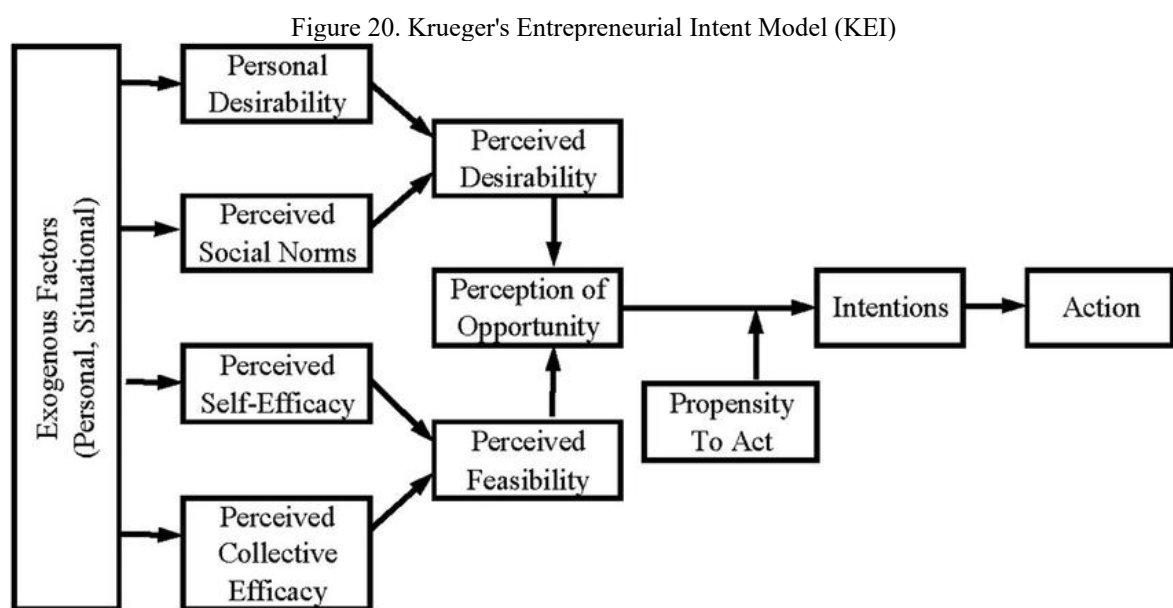 Figure 20. Krueger's Entrepreneurial Intent Model (KEI)
Exogenous Factors
(Personal, Situational)
Personal
Desirability
Perceived
Social Norms
Perceived
Self-Efficacy
Perceived
Collective
Efficacy
Perceived
Desirability
Perception of
Opportunity
Perceived
Feasibility
Propensity
To Act
Intentions
Action